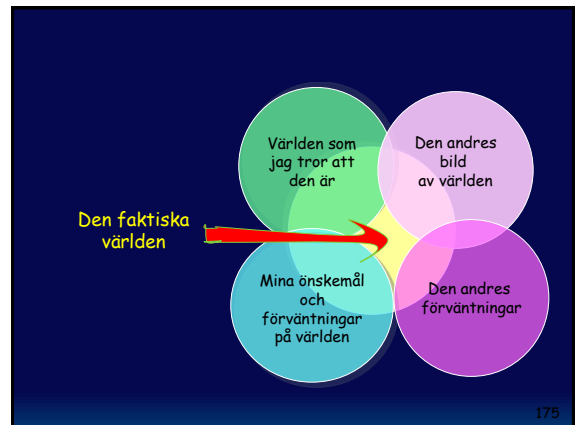 Världen som
jag tror att
den är
Den andres
bild
av världen
Den faktiska
världen
Mina önskemål
och
förväntningar
på världen
Den andres
förväntningar
175